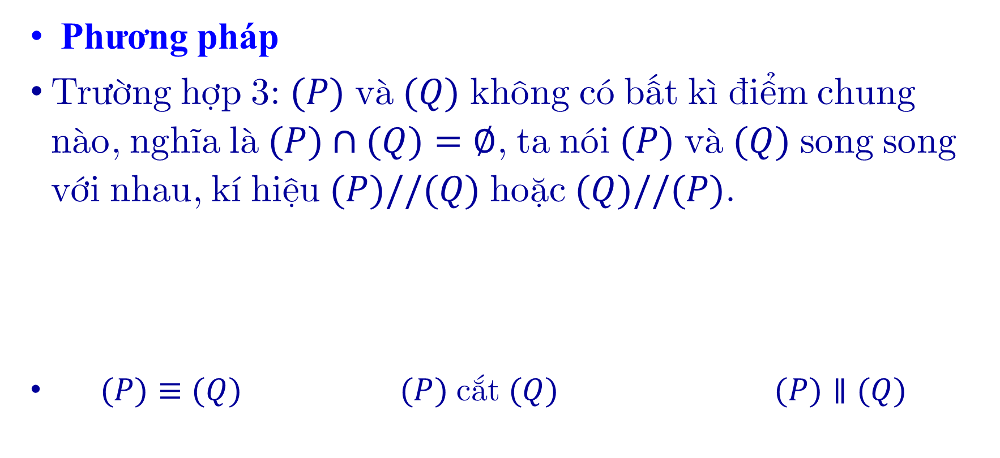 • Phương pháp
• Trường hợp 3: (P) và (Q) không có bất kì điểm chung
nào, nghĩa là (P) ∩ (Q) = ∅, ta nói (P) và (Q) song song
với nhau, kí hiệu (P)//(Q) hoặc (Q)//(P).
• (P) ≡ (Q) (P) cắt (Q) (P) ∥ (Q)